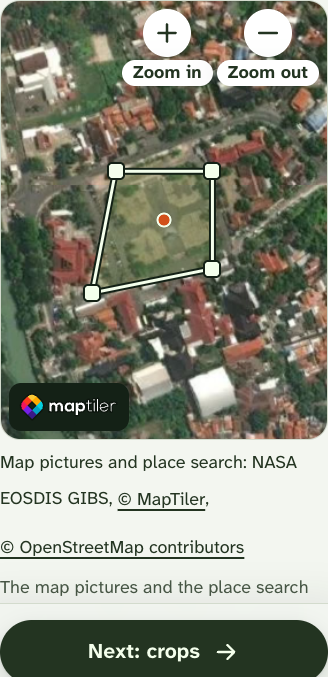 Zoom in
Zoom out
maptiler
Map pictures and place search: NASA
EOSDIS GIBS, © MapTiler,
© OpenStreetMap contributors
The map pictures and the place search
Next: crops →